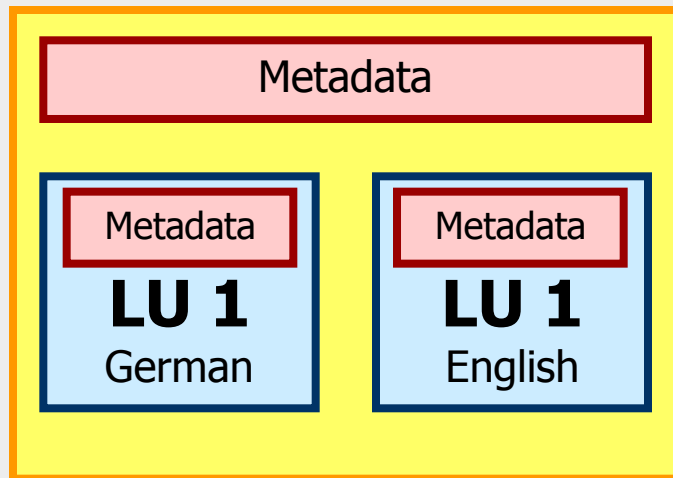 Metadata
Metadata
LU 1
German
Metadata
LU 1
English